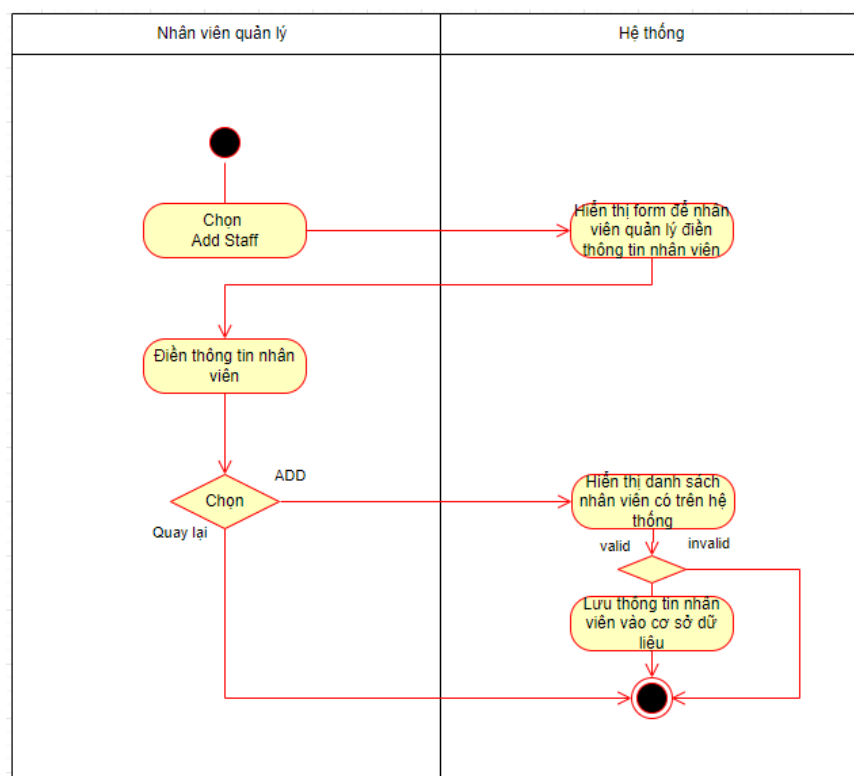 Nhân viên quản lý
Hệ thống
Chọn
Add Staff
Hiển thị form để nhân
viên quản lý điền
thông tin nhân viên
Điền thông tin nhân
viên
Chọn
ADD
Quay lại
Hiển thị danh sách
nhân viên có trên hệ
thống
valid
invalid
Lưu thông tin nhân
viên vào cơ sở dữ
liêu